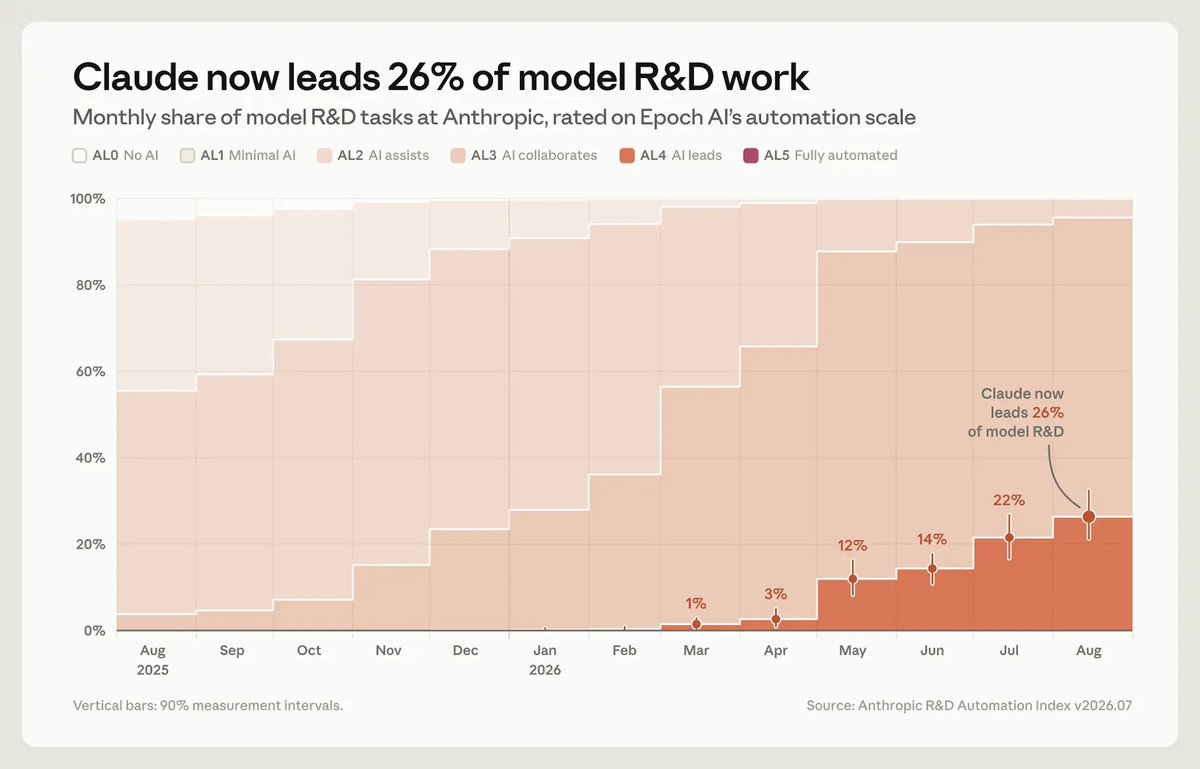 Claude now leads 26% of model R&D work
Monthly share of model R&D tasks at Anthropic, rated on Epoch AI's automation scale
AL0 No AI AL1 Minimal AI AL2 AI assists AL3 AI collaborates AL4 AI leads AL5 Fully automated
100%
80%
60%
40%
20%
0%
Claude now
leads 26%
of model R&D
1%
3%
12%
14%
22%
Aug Sep Oct Nov Dec Jan Feb Mar Apr May Jun Jul Aug
2025 2026
Vertical bars: 90% measurement intervals.
Source: Anthropic R&D Automation Index v2026.07